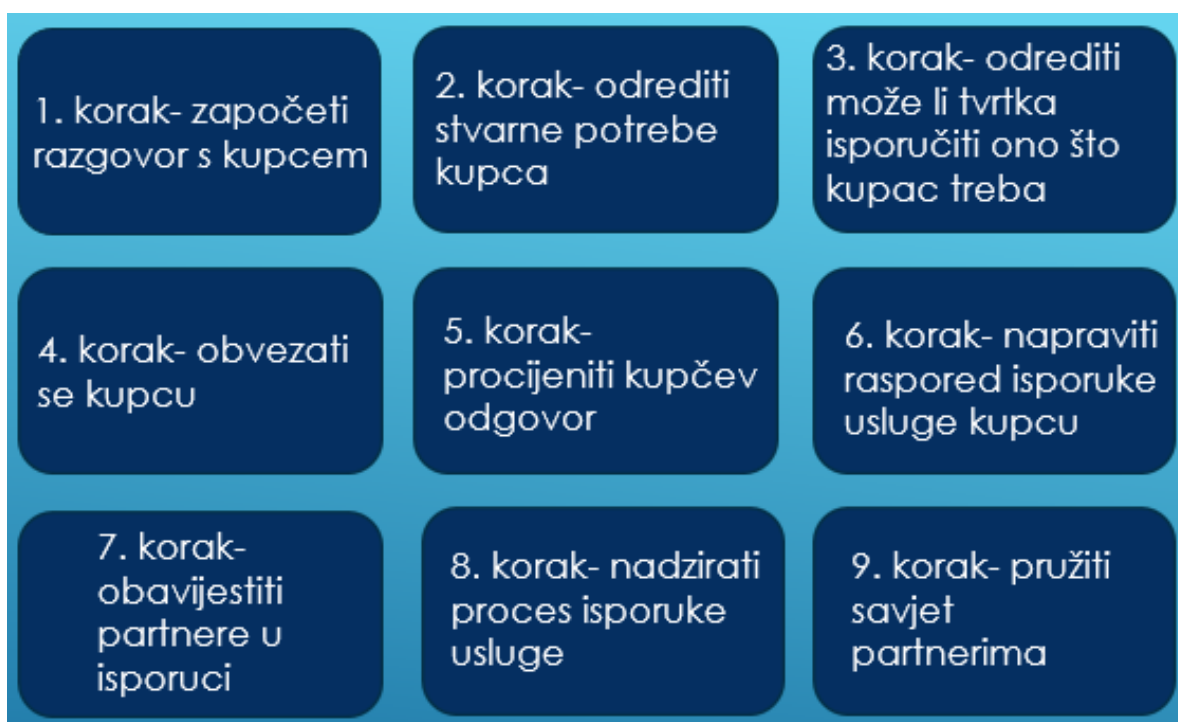 1. korak- započeti
razgovor s kupcem
2. korak- odrediti
stvarne potrebe
kupca
3. korak- odrediti
može li tvrtka
isporučiti ono što
kupac treba
4. korak- obvezati
se kupcu
5. korak-
procijeniti kupčev
odgovor
6. korak- napraviti
raspored isporuke
usluge kupcu
7. korak-
obavijestiti
partnere u
isporuci
8. korak- nadzirati
proces isporuke
usluge
9. korak- pružiti
savjet
partnerima